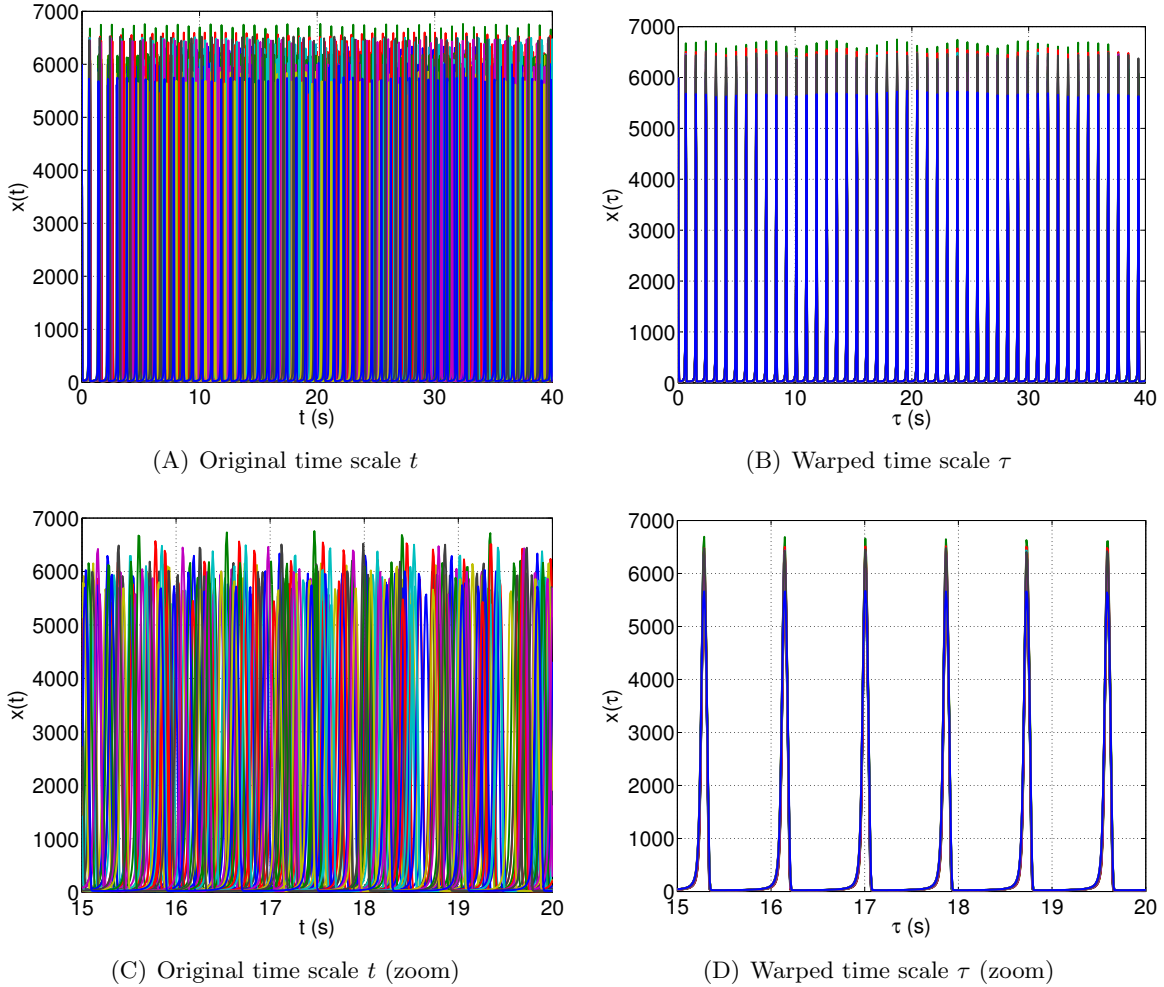 7000
6000
5000
4000
3000
2000
1000
0
x(t)
0 10 20 30 40
t (s)
(A) Original time scale t
7000
6000
5000
4000
3000
2000
1000
0
x(τ)
0 10 20 30 40
τ (s)
(B) Warped time scale τ
7000
6000
5000
4000
3000
2000
1000
0
x(t)
15 16 17 18 19 20
t (s)
(C) Original time scale t (zoom)
7000
6000
5000
4000
3000
2000
1000
0
x(τ)
15 16 17 18 19 20
τ (s)
(D) Warped time scale τ (zoom)